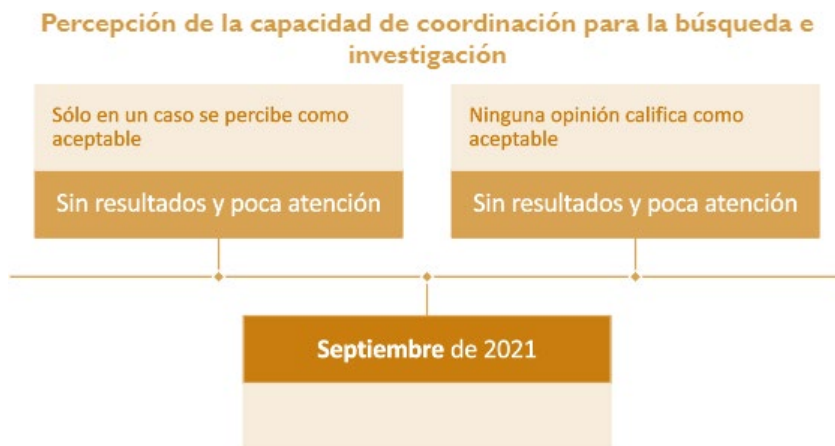 Percepción de la capacidad de coordinación para la búsqueda e
investigación
Sólo en un caso se percibe como
aceptable
Sin resultados y poca atención
Ninguna opinión califica como
aceptable
Sin resultados y poca atención
Septiembre de 2021